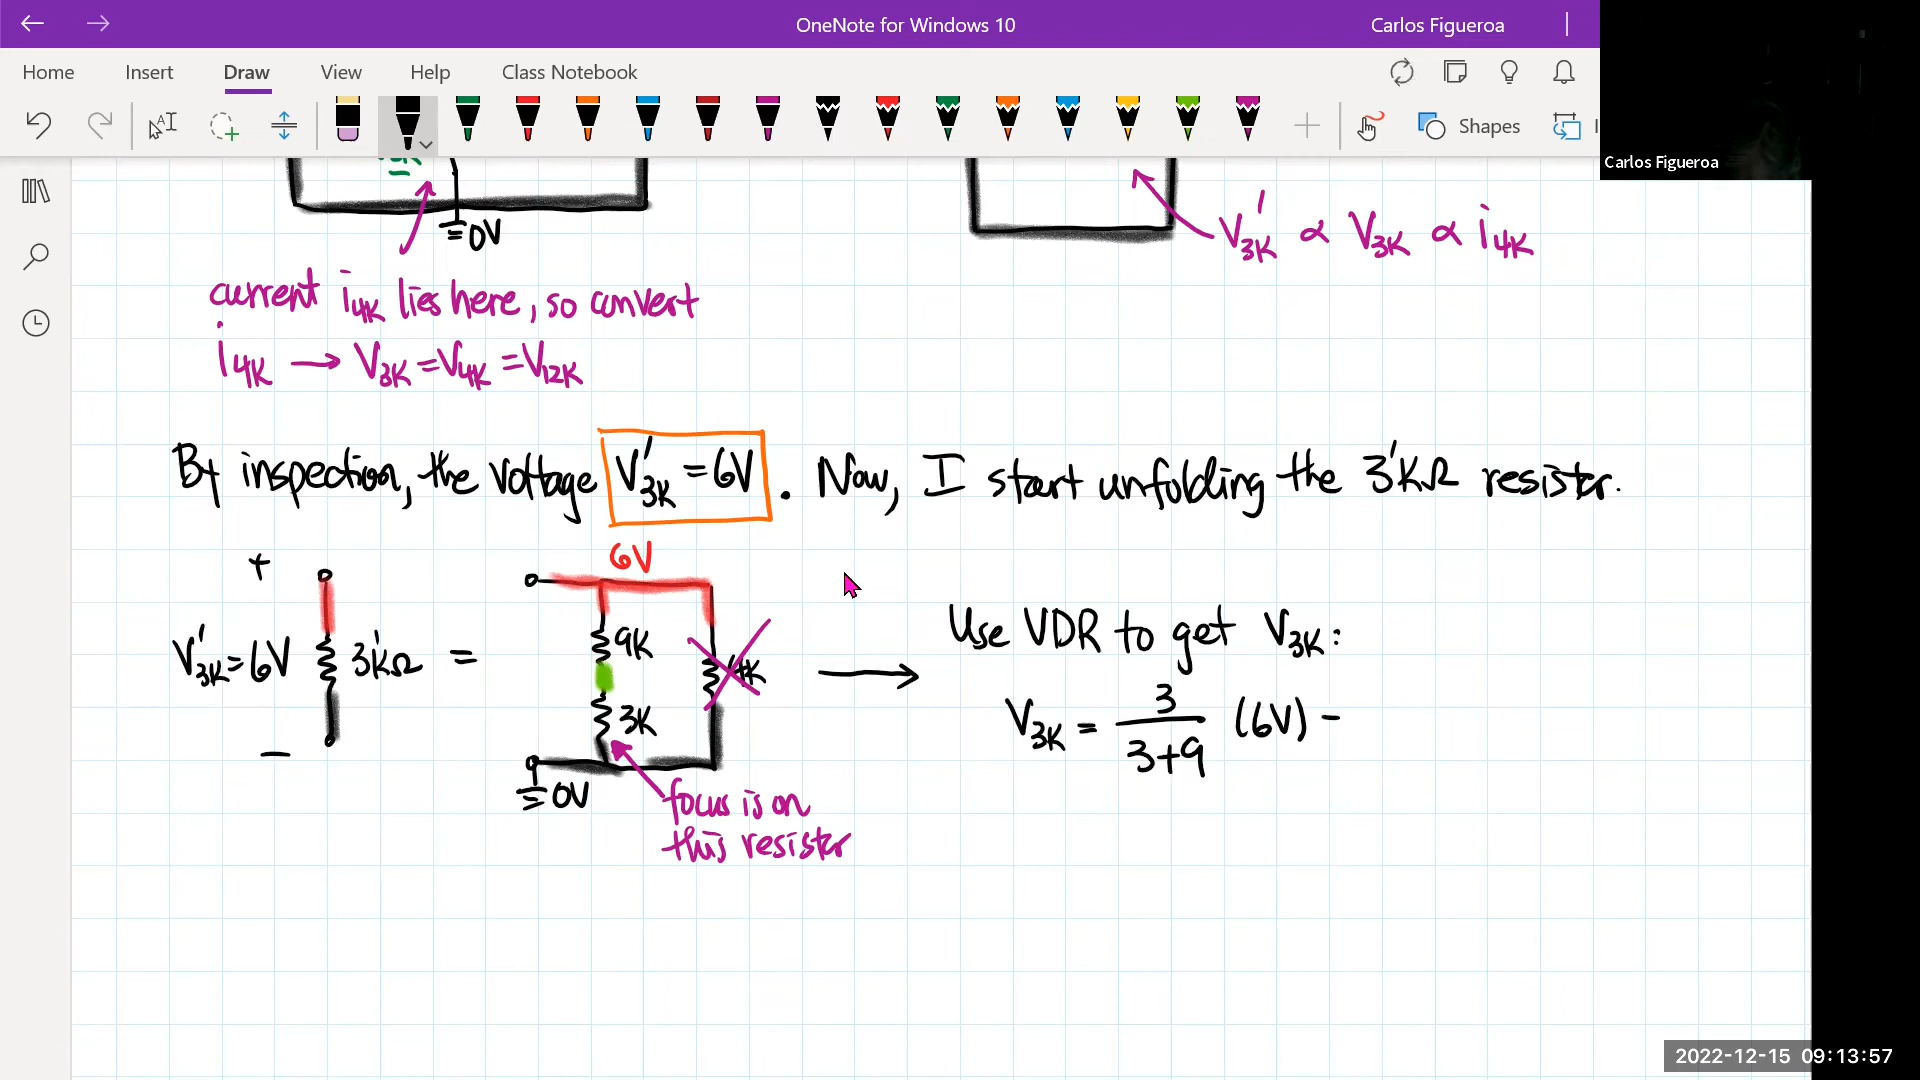 OneNote for Windows 10
Carlos Figueroa
Home Insert Draw View Help Class Notebook
Shapes
Carlos Figueroa
0V
V'3K ∝ V3K ∝ i4K
current i4K lies here, so convert
i4K → V3K = V4K = V12K
By inspection, the voltage V'3K = 6V . Now, I start unfolding the 3'KΩ resistor.
6V
+
V'3K = 6V 3'kΩ =
−
9K
4K
3K
0V
focus is on
this resistor
→
Use VDR to get V3K:
V3K = 3/(3+9) (6V) −
2022-12-15 09:13:57